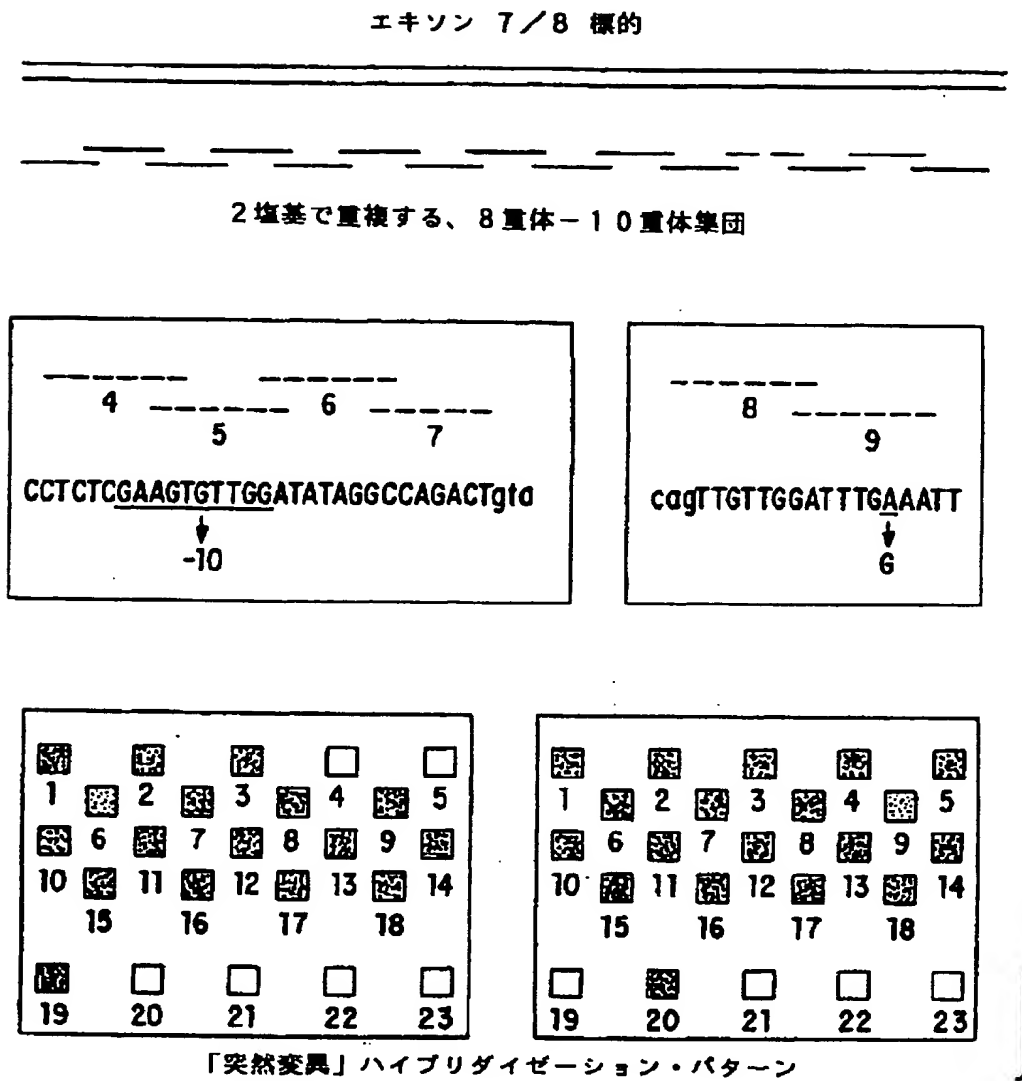 エキソン 7/8 標的
2塩基で重複する、8重体-10重体集団
4 6
5 7
CCTCTCGAAGTGTTGGATATAGGCCAGACTgta
-10
8
9
cagTTGTTGGATTTGAAATT
G
1 2 3 4 5
6 7 8 9
10 11 12 13 14
15 16 17 18
19 20 21 22 23
1 2 3 4 5
6 7 8 9
10 11 12 13 14
15 16 17 18
19 20 21 22 23
「突然変異」ハイブリダイゼーション・パターン